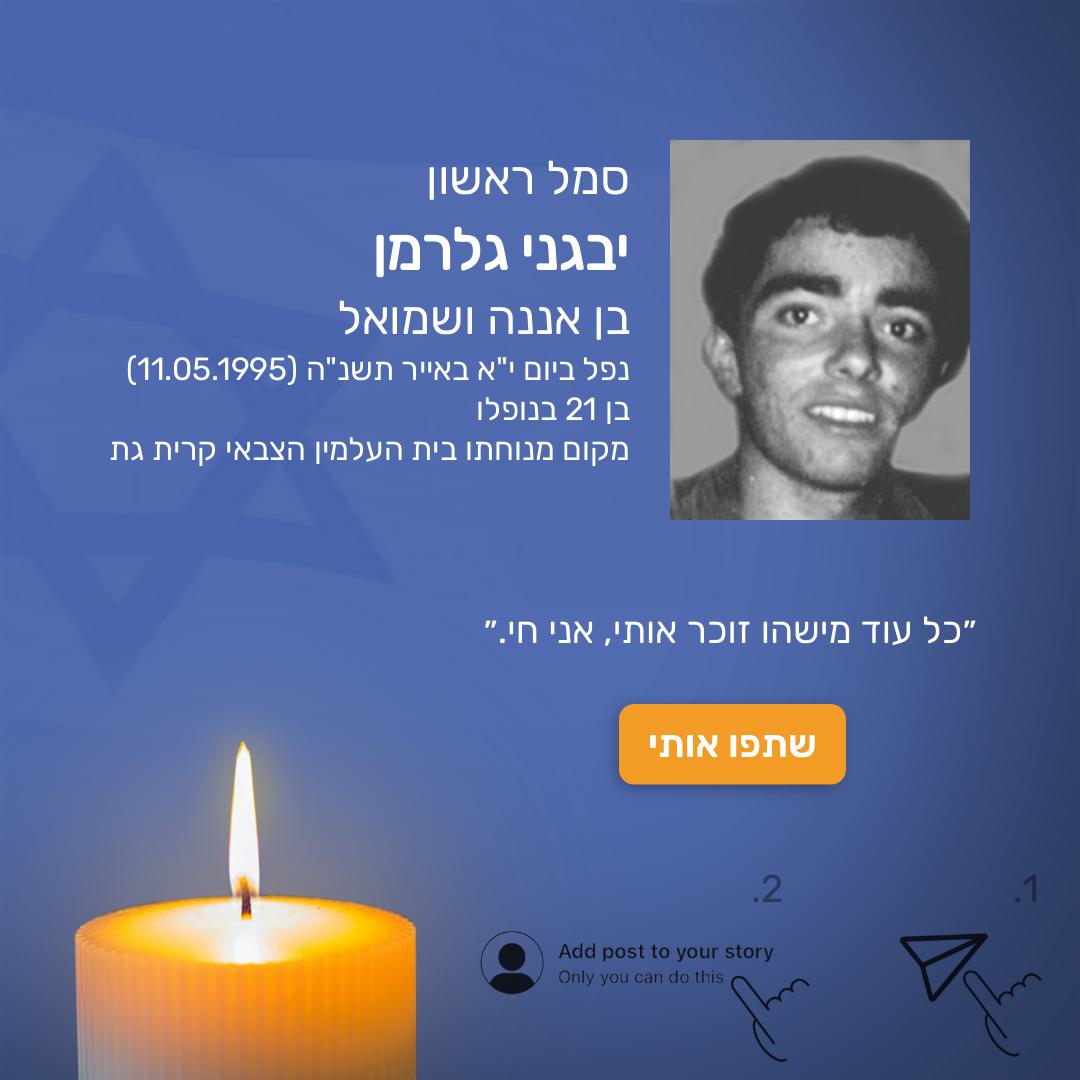 סמל ראשון
יבגני גלרמן
בן אננה ושמואל
נפל ביום י"א באייר תשנ"ה (11.05.1995)
בן 21 בנופלו
מקום מנוחתו בית העלמין הצבאי קרית גת
״כל עוד מישהו זוכר אותי, אני חי.״
שתפו אותי
.1
.2
Add post to your story
Only you can do this